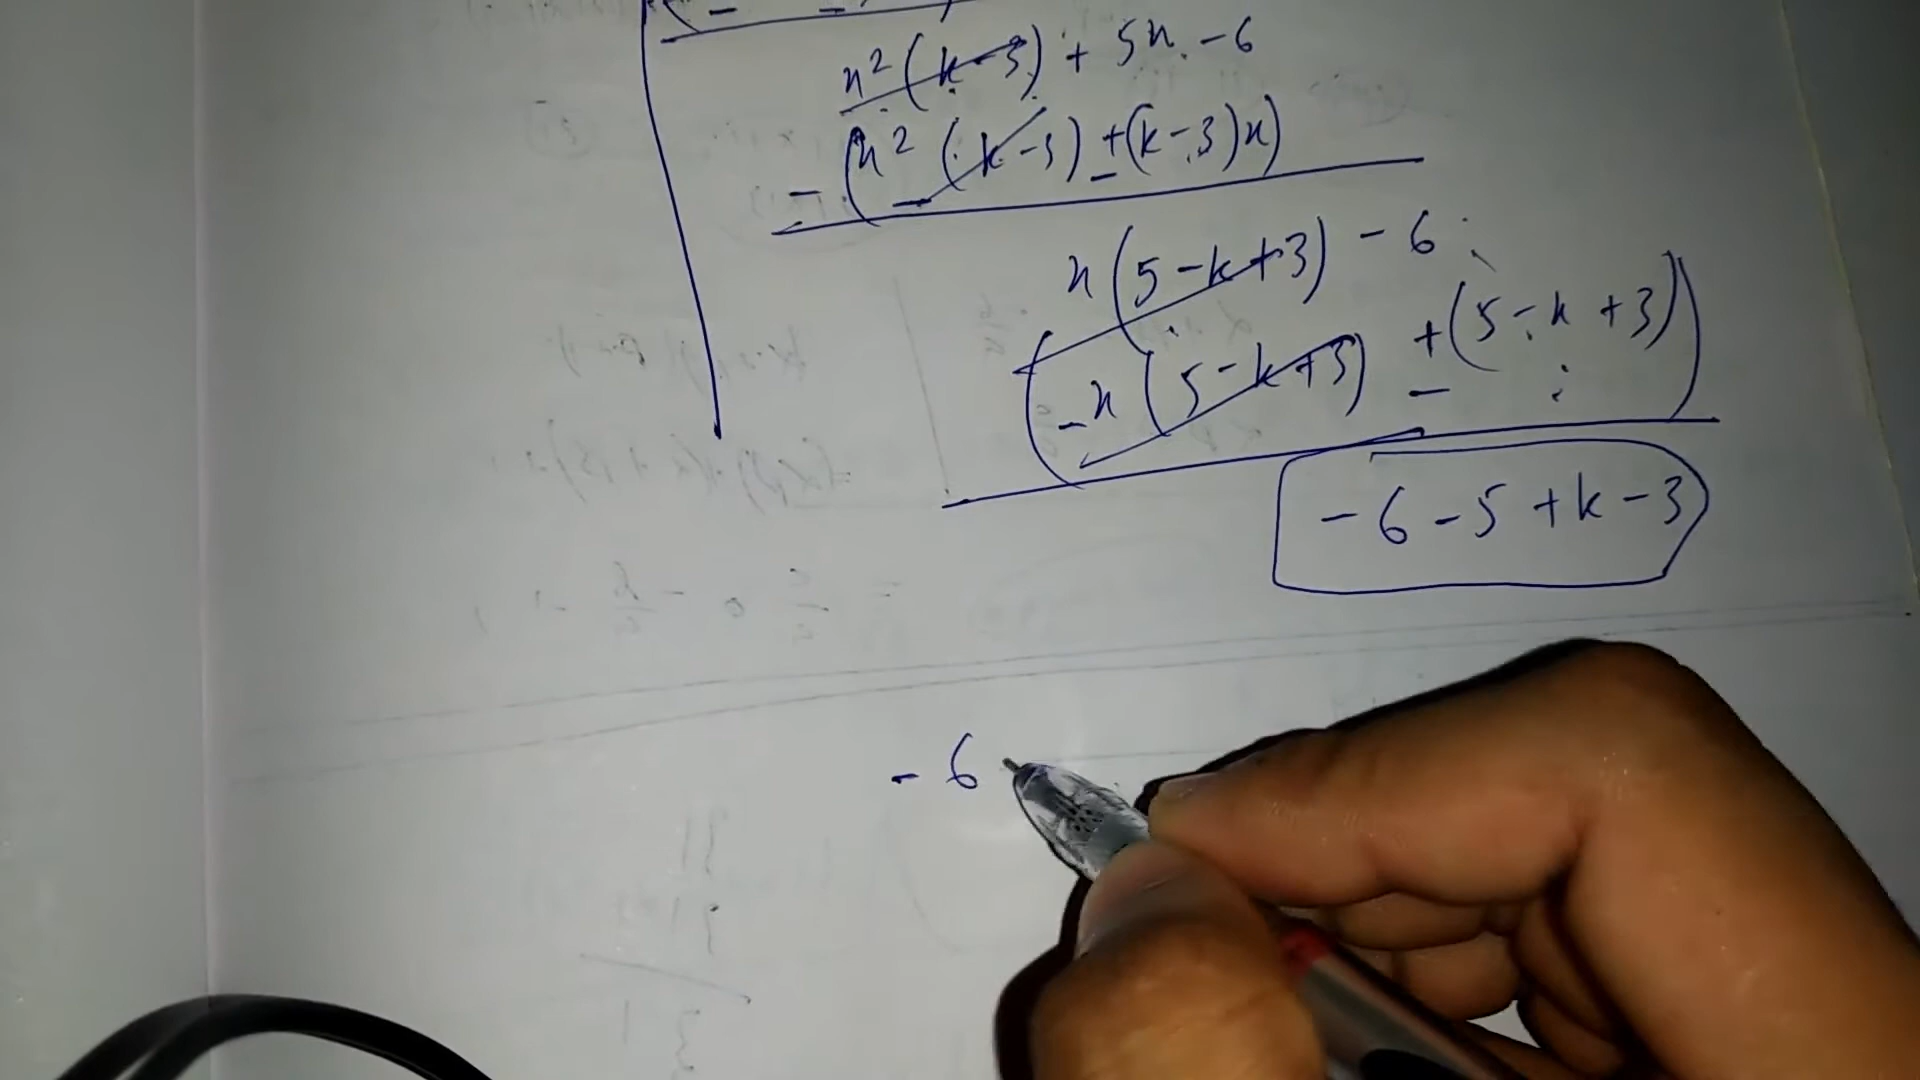 x²(k-3) + 5x - 6
- (x² (k-3) + (k-3)x)
x(5-k+3) - 6
(x(5-k+3) + (5-k+3))
- 6 - 5 + k - 3
- 6